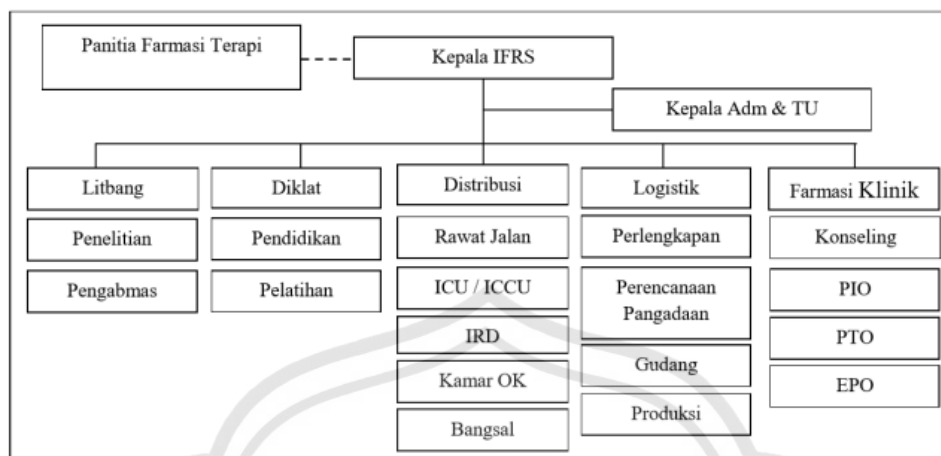 Panitia Farmasi Terapi
Kepala IFRS
Kepala Adm & TU
Litbang
Penelitian
Pengabmas
Diklat
Pendidikan
Pelatihan
Distribusi
Rawat Jalan
ICU / ICCU
IRD
Kamar OK
Bangsal
Logistik
Perlengkapan
Perencanaan
Pangadaan
Gudang
Produksi
Farmasi Klinik
Konseling
PIO
PTO
EPO